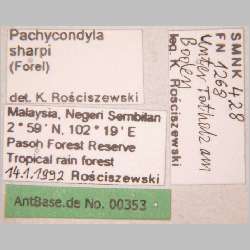 Pachycondyla
sharpi
(Forel)
det. K. Rościszewski
Malaysia, Negeri Sembilan
2 ° 59' N, 102 ° 19' E
Pasoh Forest Reserve
Tropical rain forest
14.1.1992 Rościszewski
AntBase.de No. 00353
SMNK 428
FN 1268
Unter Totholz am
Boden
leg. K. Rościszewski